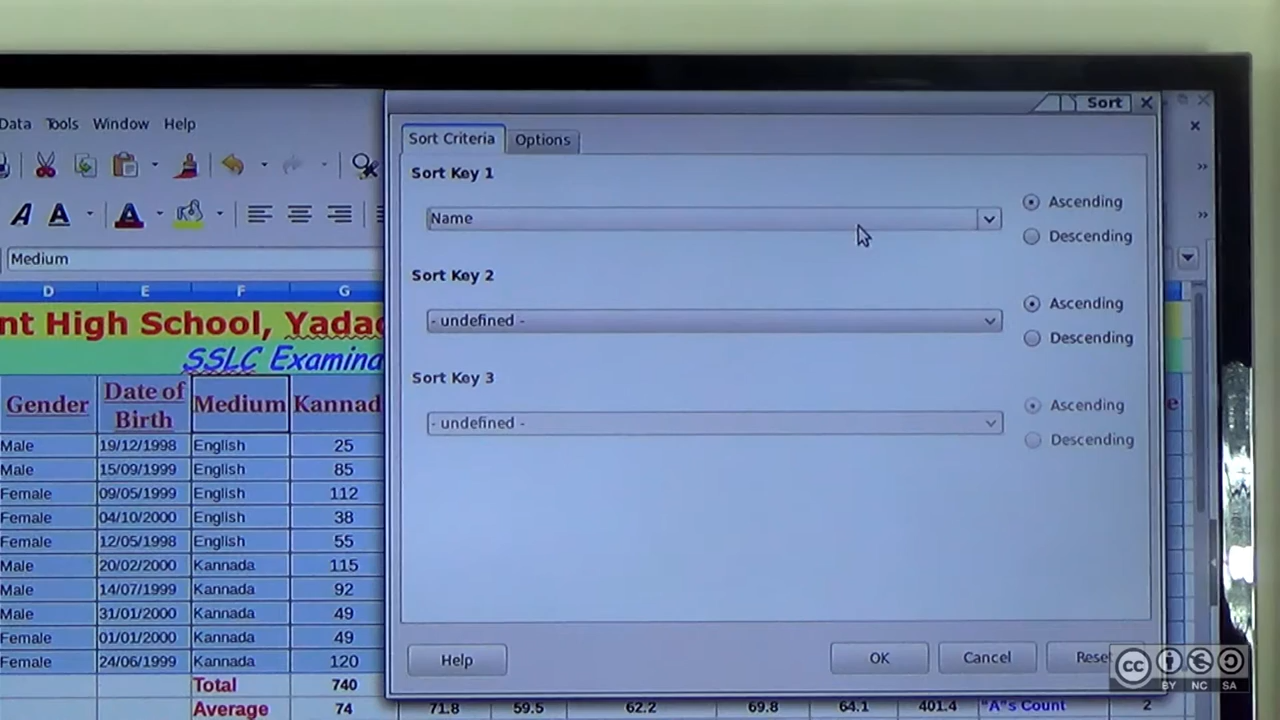 Data Tools Window Help
Medium
D E F G
nt High School, Yadad
SSLC Examina
Gender Date of Birth Medium Kannad
Male 19/12/1998 English 25
Male 15/09/1999 English 85
Female 09/05/1999 English 112
Female 04/10/2000 English 38
Female 12/05/1998 English 55
Male 20/02/2000 Kannada 115
Male 14/07/1999 Kannada 92
Male 31/01/2000 Kannada 49
Female 01/01/2000 Kannada 49
Female 24/06/1999 Kannada 120
Total 740
Average 74 71.8 59.5 62.2 69.8 64.1 401.4 "A"s Count 2
Sort
Sort Criteria Options
Sort Key 1
Name
Ascending
Descending
Sort Key 2
- undefined -
Ascending
Descending
Sort Key 3
- undefined -
Ascending
Descending
e
Help OK Cancel Reset
cc
BY NC SA